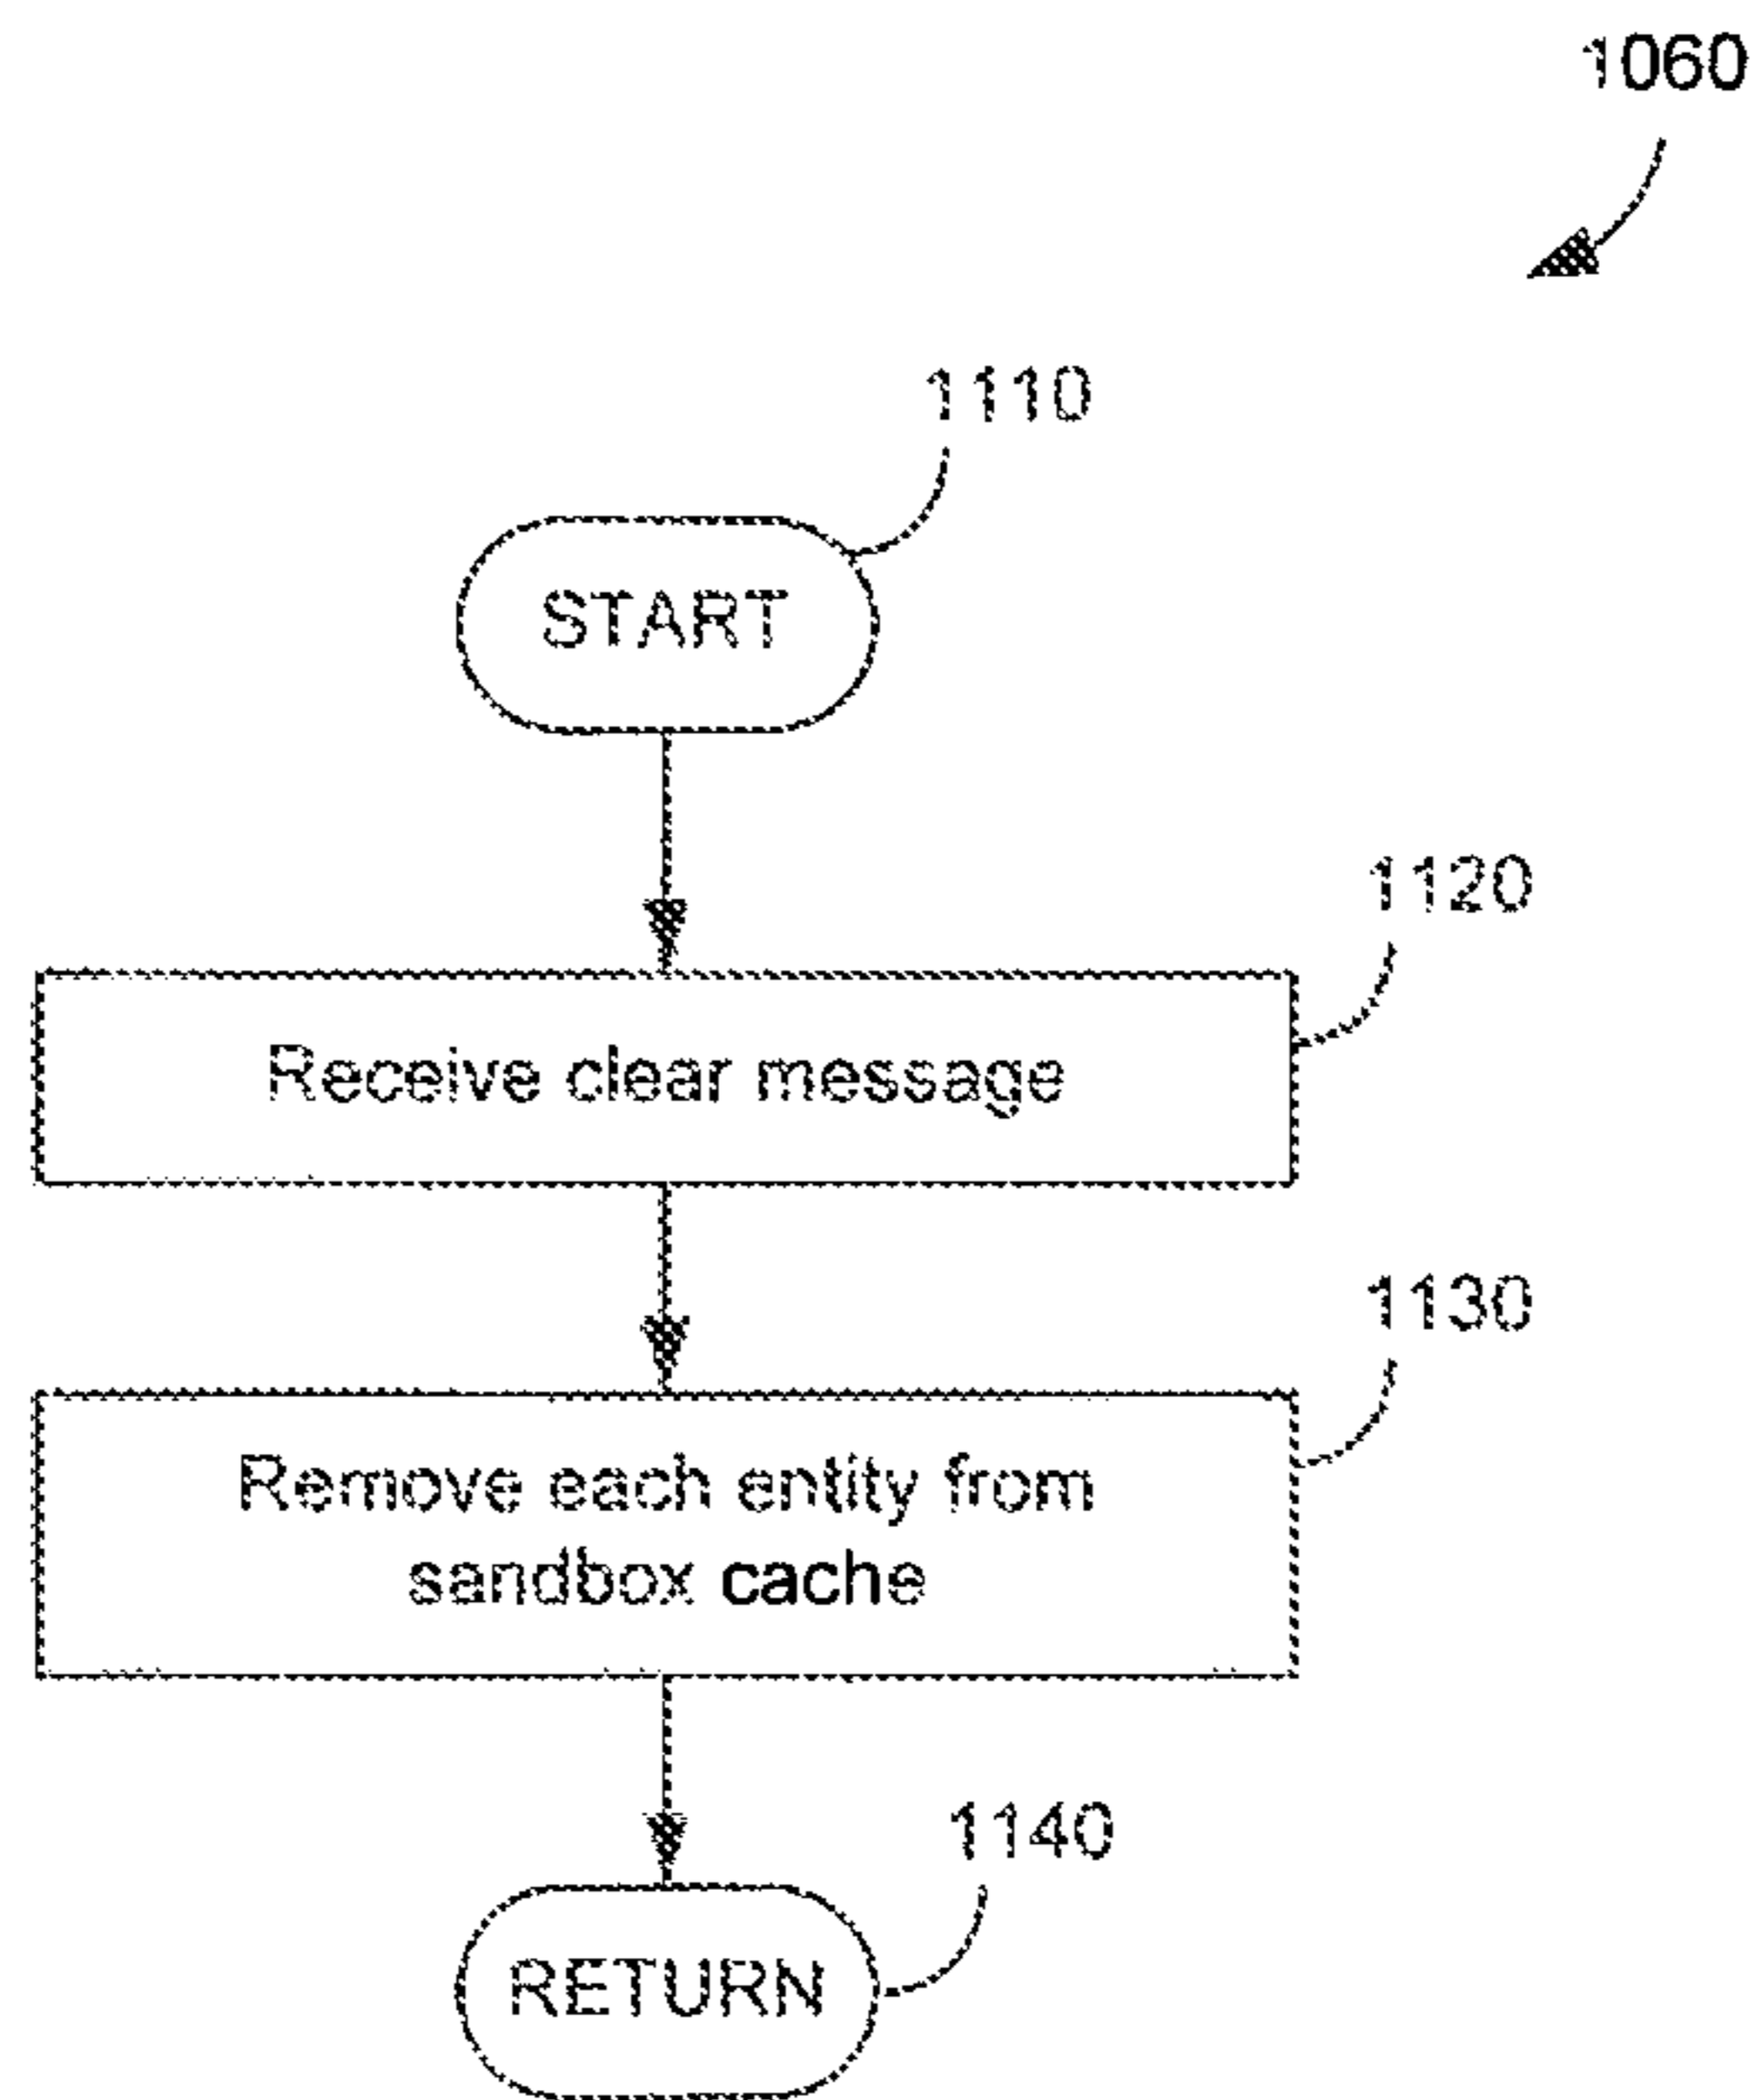 1060
1110
START
1120
Receive clear message
1130
Remove each entity from
sandbox cache
1140
RETURN